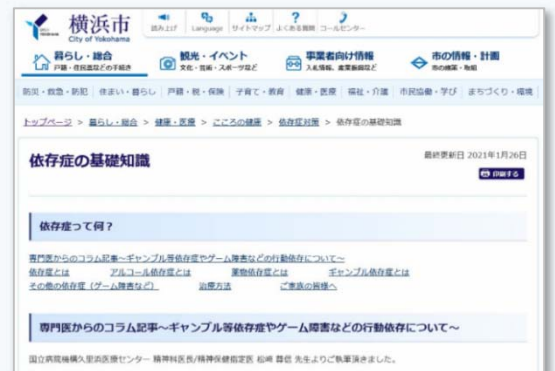 横浜市
City of Yokohama
読み上げ Language サイトマップ よくある質問 コールセンター
暮らし・総合
戸籍・住民票などの手続き
観光・イベント
文化・芸術・スポーツなど
事業者向け情報
入札情報、産業振興など
市の情報・計画
市の施策・取組
防災・救急・防犯 住まい・暮らし 戸籍・税・保険 子育て・教育 健康・医療 福祉・介護 市民協働・学び まちづくり・環境
トップページ > 暮らし・総合 > 健康・医療 > こころの健康 > 依存症対策 > 依存症の基礎知識
依存症の基礎知識
最終更新日 2021年1月26日
印刷する
依存症って何？
専門医からのコラム記事～ギャンブル等依存症やゲーム障害などの行動依存について～
依存症とは アルコール依存症とは 薬物依存症とは ギャンブル依存症とは
その他の依存症（ゲーム障害など） 治療方法 ご家族の皆様へ
専門医からのコラム記事～ギャンブル等依存症やゲーム障害などの行動依存について～
国立病院機構久里浜医療センター 精神科医長/精神保健指定医 松﨑 尊信 先生よりご執筆頂きました。